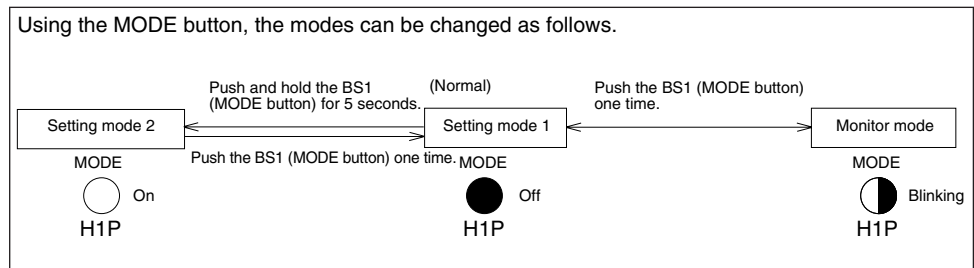 Using the MODE button, the modes can be changed as follows.
Push and hold the BS1
(MODE button) for 5 seconds.
(Normal)
Push the BS1 (MODE button)
one time.
Setting mode 2
Setting mode 1
Monitor mode
Push the BS1 (MODE button) one time.
MODE
MODE
MODE
On
Off
Blinking
H1P
H1P
H1P